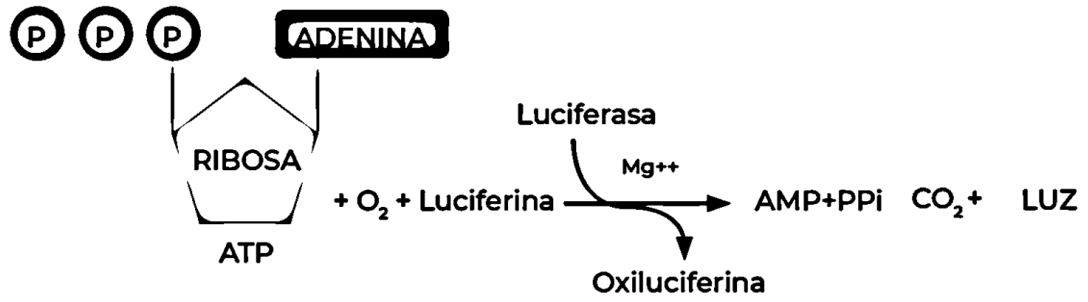 P P P ADENINA
Luciferasa
RIBOSA
Mg++
+ O₂ + Luciferina AMP+PPi CO₂ + LUZ
ATP
Oxiluciferina